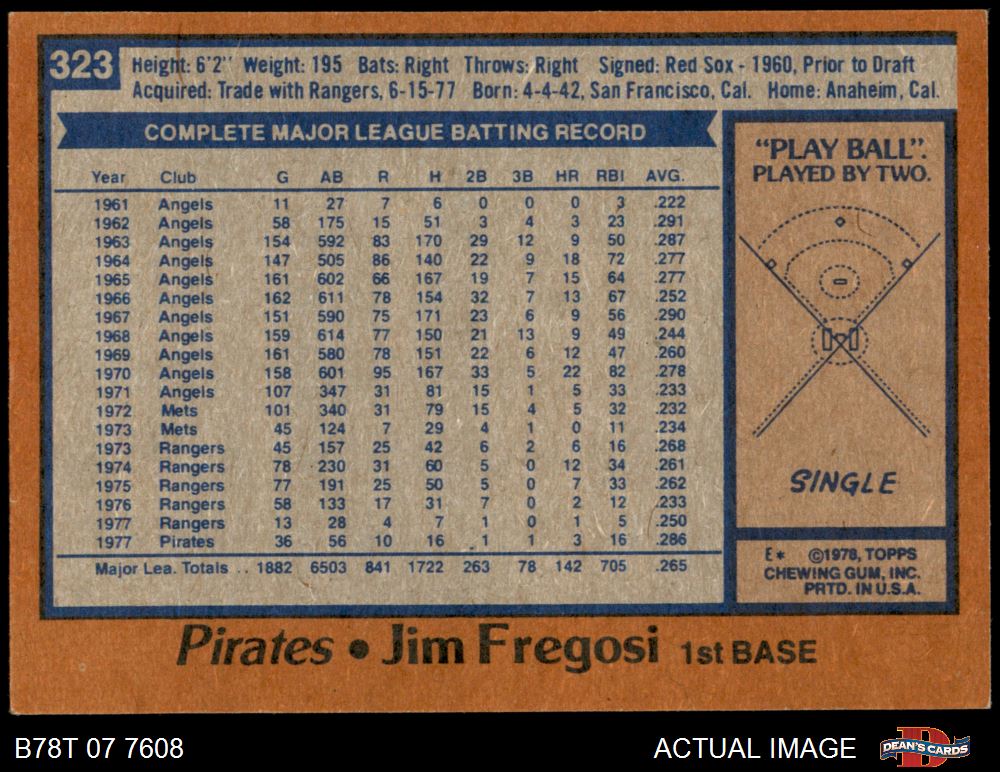 323
Height: 6'2" Weight: 195 Bats: Right Throws: Right Signed: Red Sox - 1960, Prior to Draft
Acquired: Trade with Rangers, 6-15-77 Born: 4-4-42, San Francisco, Cal. Home: Anaheim, Cal.
COMPLETE MAJOR LEAGUE BATTING RECORD
Year Club G AB R H 2B 3B HR RBI AVG.
1961 Angels 11 27 7 6 0 0 0 3 .222
1962 Angels 58 175 15 51 3 4 3 23 .291
1963 Angels 154 592 83 170 29 12 9 50 .287
1964 Angels 147 505 86 140 22 9 18 72 .277
1965 Angels 161 602 66 167 19 7 15 64 .277
1966 Angels 162 611 78 154 32 7 13 67 .252
1967 Angels 151 590 75 171 23 6 9 56 .290
1968 Angels 159 614 77 150 21 13 9 49 .244
1969 Angels 161 580 78 151 22 6 12 47 .260
1970 Angels 158 601 95 167 33 5 22 82 .278
1971 Angels 107 347 31 81 15 1 5 33 .233
1972 Mets 101 340 31 79 15 4 5 32 .232
1973 Mets 45 124 7 29 4 1 0 11 .234
1973 Rangers 45 157 25 42 6 2 6 16 .268
1974 Rangers 78 230 31 60 5 0 12 34 .261
1975 Rangers 77 191 25 50 5 0 7 33 .262
1976 Rangers 58 133 17 31 7 0 2 12 .233
1977 Rangers 13 28 4 7 1 0 1 5 .250
1977 Pirates 36 56 10 16 1 1 3 16 .286
Major Lea. Totals .. 1882 6503 841 1722 263 78 142 705 .265
"PLAY BALL".
PLAYED BY TWO.
SINGLE
E* ©1978, TOPPS
CHEWING GUM, INC.
PRTD. IN U.S.A.
Pirates • Jim Fregosi 1st BASE
B78T 07 7608
ACTUAL IMAGE
D
DEAN'S CARDS